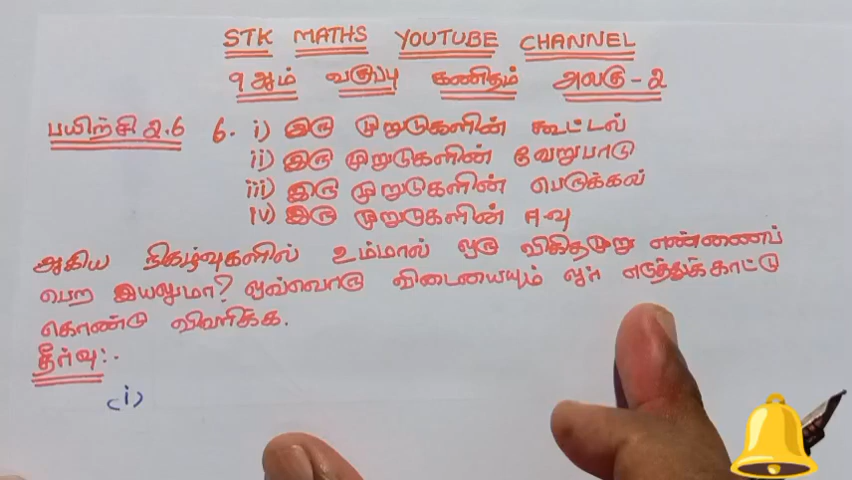 STK MATHS YOUTUBE CHANNEL
9 ஆம் வகுப்பு கணிதம் அலகு - 2
பயிற்சி 2.6 6. i) இரு முறுடுகளின் கூட்டல்
ii) இரு முறுடுகளின் வேறுபாடு
iii) இரு முறுடுகளின் பெருக்கல்
iv) இரு முறுடுகளின் ஈவு
ஆகிய நிகழ்வுகளில் உம்மால் ஒரு விகிதமுறு எண்ணைப்
பெற இயலுமா? ஒவ்வொரு விடையையும் ஓர் எடுத்துக்காட்டு
கொண்டு விவரிக்க.
தீர்வு:-
(i)